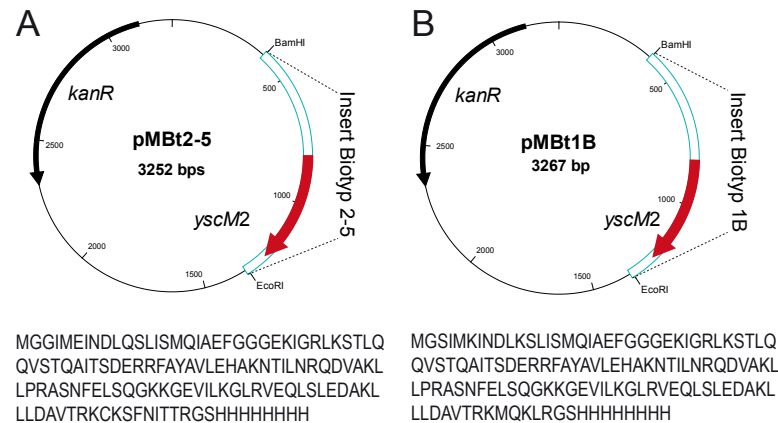 A
BamHI
3000
500
kanR
pMBt2-5
3252 bps
2500
1000
yscM2
2000
1500
EcoRI
Insert Biotyp 2-5
MGGIMEINDLQSLISMQIAEFGGGEKIGRLKSTLQ
QVSTQAITSDERRFAYAVLEHAKNTILNRQDVAKL
LPRASNFELSQGKKGEVILKGLRVEQLSLEDAKL
LLDAVTRKCKSFNITTRGSHHHHHHHH
B
BamHI
3000
500
kanR
pMBt1B
3267 bp
2500
1000
yscM2
2000
1500
EcoRI
Insert Biotyp 1B
MGSIMKINDLKSLISMQIAEFGGGEKIGRLKSTLQ
QVSTQAITSDERRFAYAVLEHAKNTILNRQDVAKL
LPRASNFELSQGKKGEVILKGLRVEQLSLEDAKL
LLDAVTRKMQKLRGSHHHHHHHH